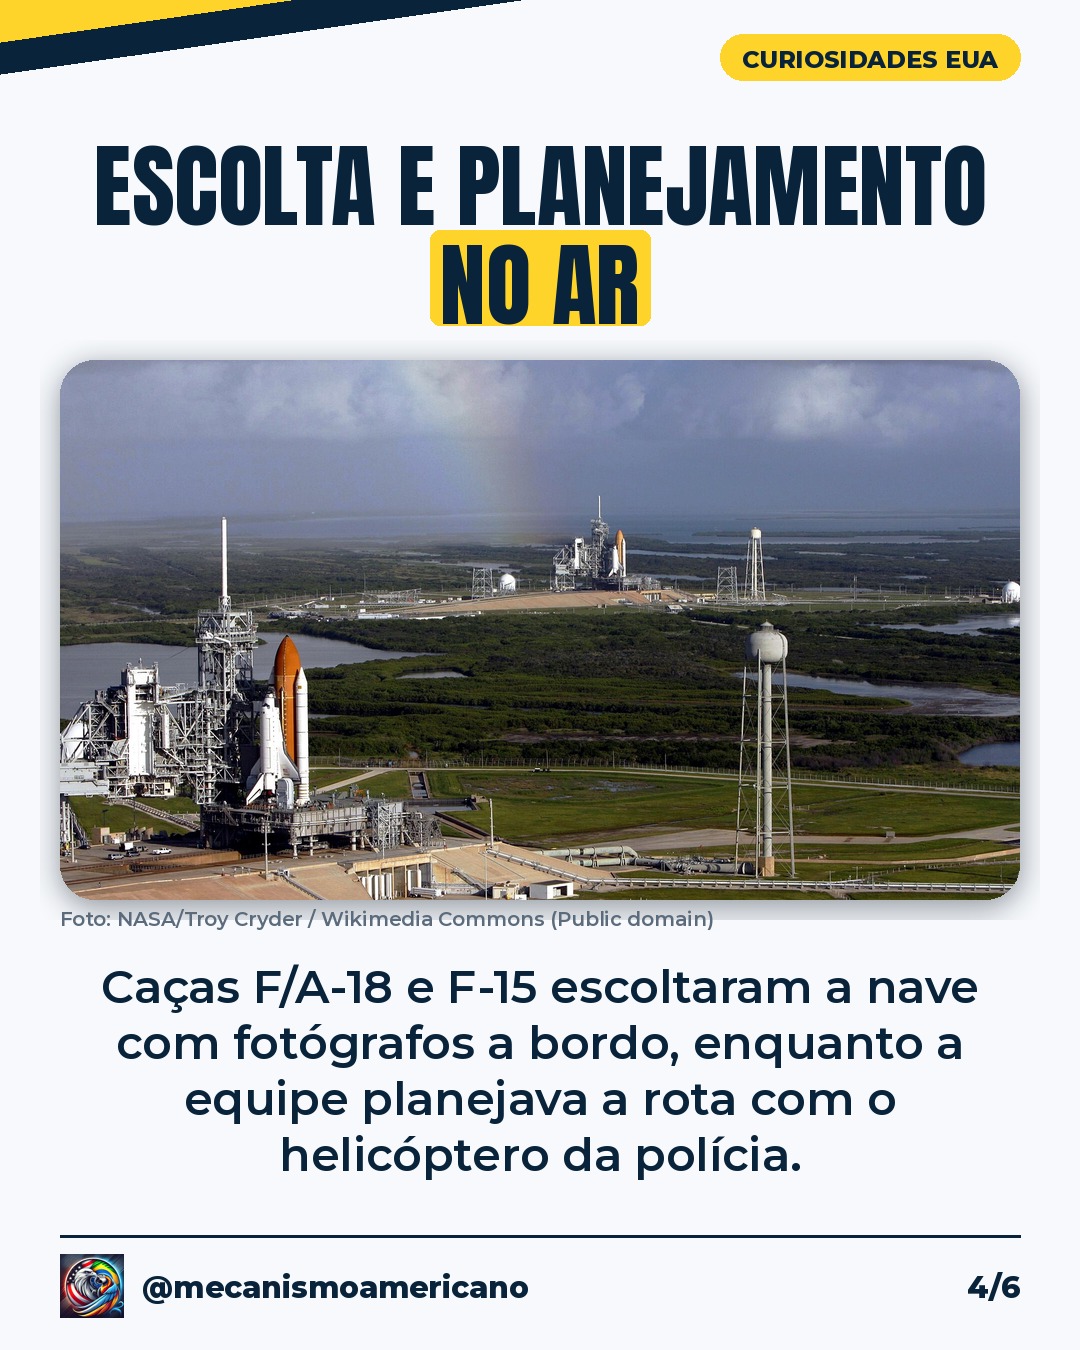 CURIOSIDADES EUA
ESCOLTA E PLANEJAMENTO
NO AR
Foto: NASA/Troy Cryder / Wikimedia Commons (Public domain)
Caças F/A-18 e F-15 escoltaram a nave
com fotógrafos a bordo, enquanto a
equipe planejava a rota com o
helicóptero da polícia.
@mecanismoamericano
4/6